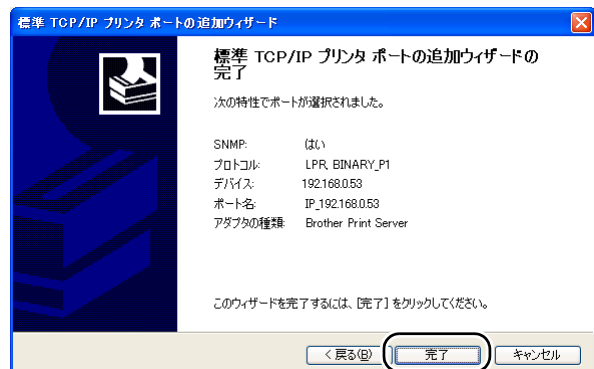 標準 TCP/IP プリンタ ポートの追加ウィザード
標準 TCP/IP プリンタ ポートの追加ウィザードの
完了
次の特性でポートが選択されました。
SNMP: はい
プロトコル: LPR, BINARY_P1
デバイス: 192.168.0.53
ポート名: IP_192.168.0.53
アダプタの種類: Brother Print Server
このウィザードを完了するには、[完了] をクリックしてください。
< 戻る(B) 完了 キャンセル